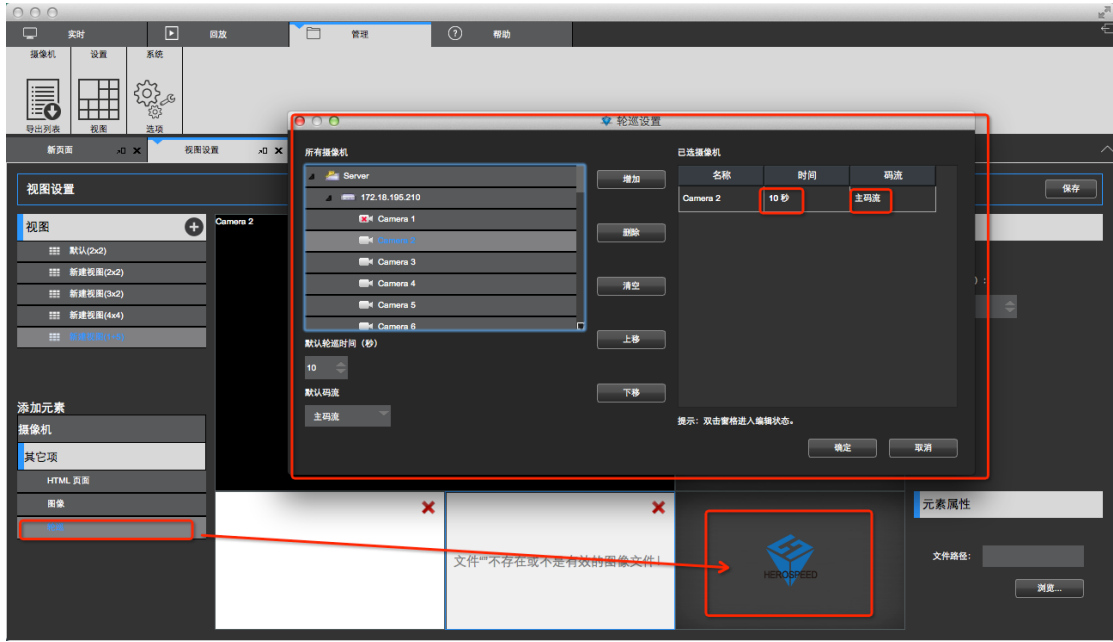 实时
回放
管理
帮助
摄像机
设置
系统
导出列表
视图
选项
新页面
视图设置
视图设置
保存
视图
默认(2x2)
新建视图(2x2)
新建视图(3x2)
新建视图(4x4)
添加元素
摄像机
其它项
HTML 页面
图像
Camera 2
轮巡设置
所有摄像机
Server
172.18.195.210
Camera 1
Camera 2
Camera 3
Camera 4
Camera 5
Camera 6
默认轮巡时间（秒）
10
默认码流
主码流
增加
删除
清空
上移
下移
已选摄像机
名称 时间 码流
Camera 2 10 秒 主码流
提示：双击窗格进入编辑状态。
确定
取消
）：
文件""不存在或不是有效的图像文件！
HEROSPEED
元素属性
文件路径：
浏览...